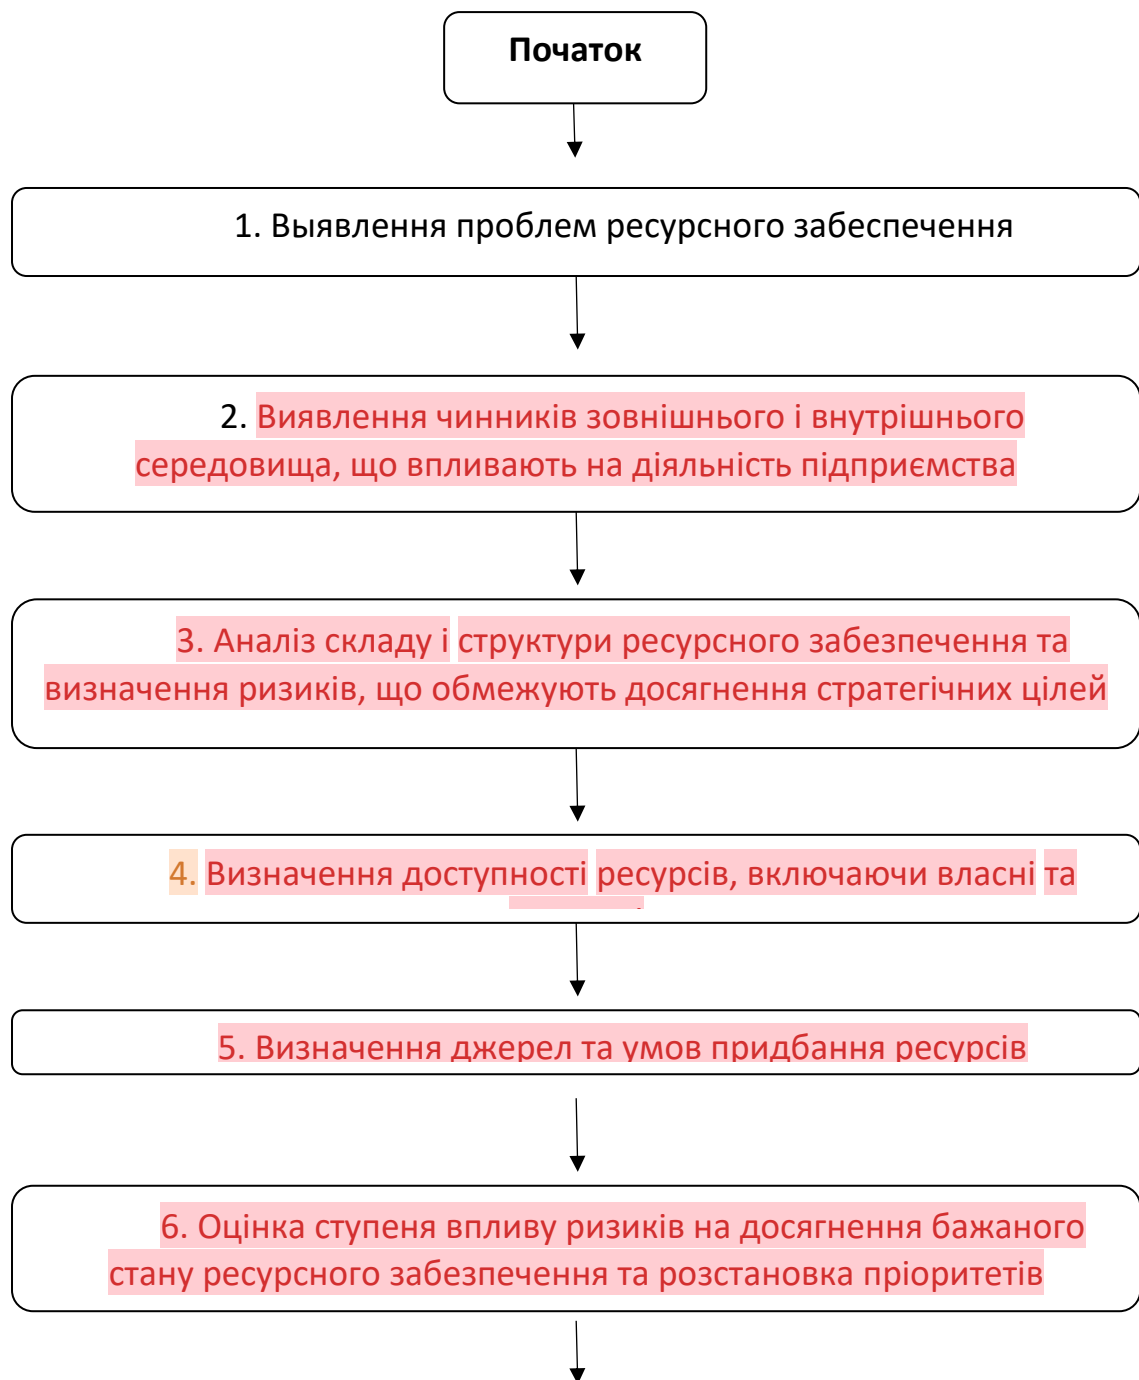 Початок
1. Выявлення проблем ресурсного забеспечення
2. Виявлення чинників зовнішнього і внутрішнього
середовища, що впливають на діяльність підприємства
3. Аналіз складу і структури ресурсного забезпечення та
визначення ризиків, що обмежують досягнення стратегічних цілей
4. Визначення доступності ресурсів, включаючи власні та
5. Визначення джерел та умов придбання ресурсів
6. Оцінка ступеня впливу ризиків на досягнення бажаного
стану ресурсного забезпечення та розстановка пріоритетів